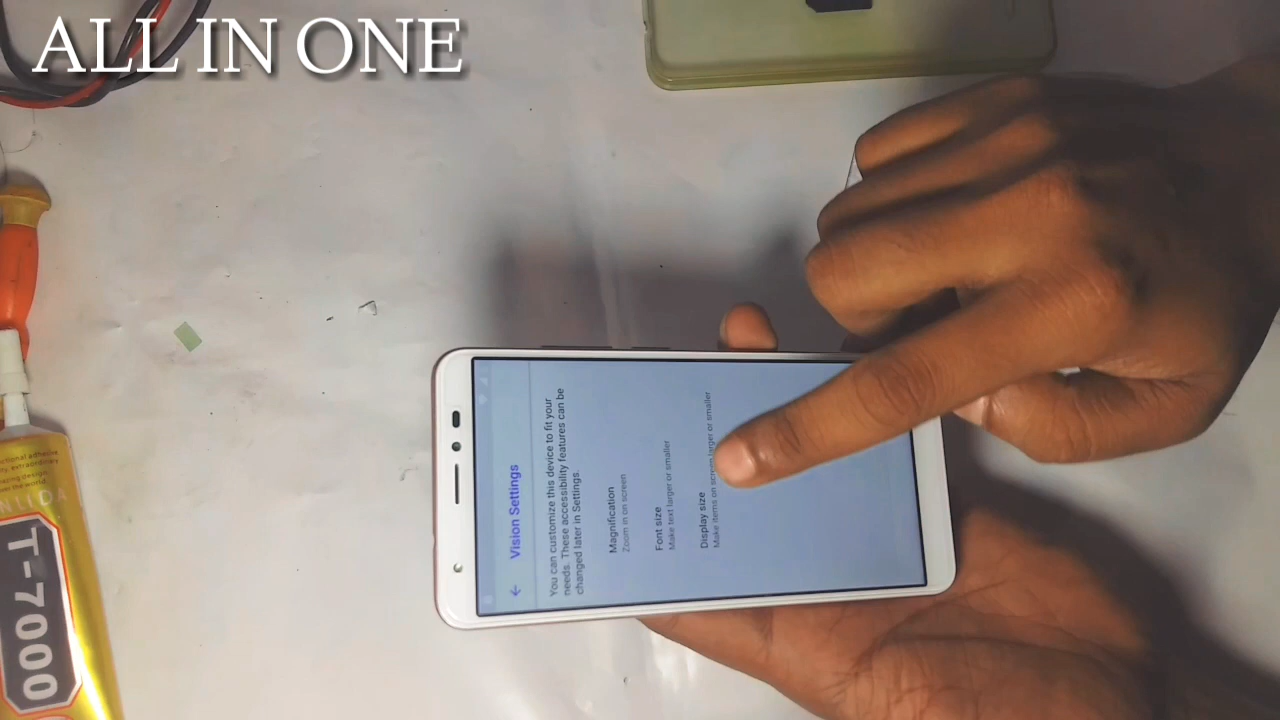 ALL IN ONE
Vision Settings
You can customize this device to fit your
needs. These accessibility features can be
changed later in Settings.
Magnification
Zoom in on screen
Font size
Make text larger or smaller
Display size
Make items on screen larger or smaller
T-7000